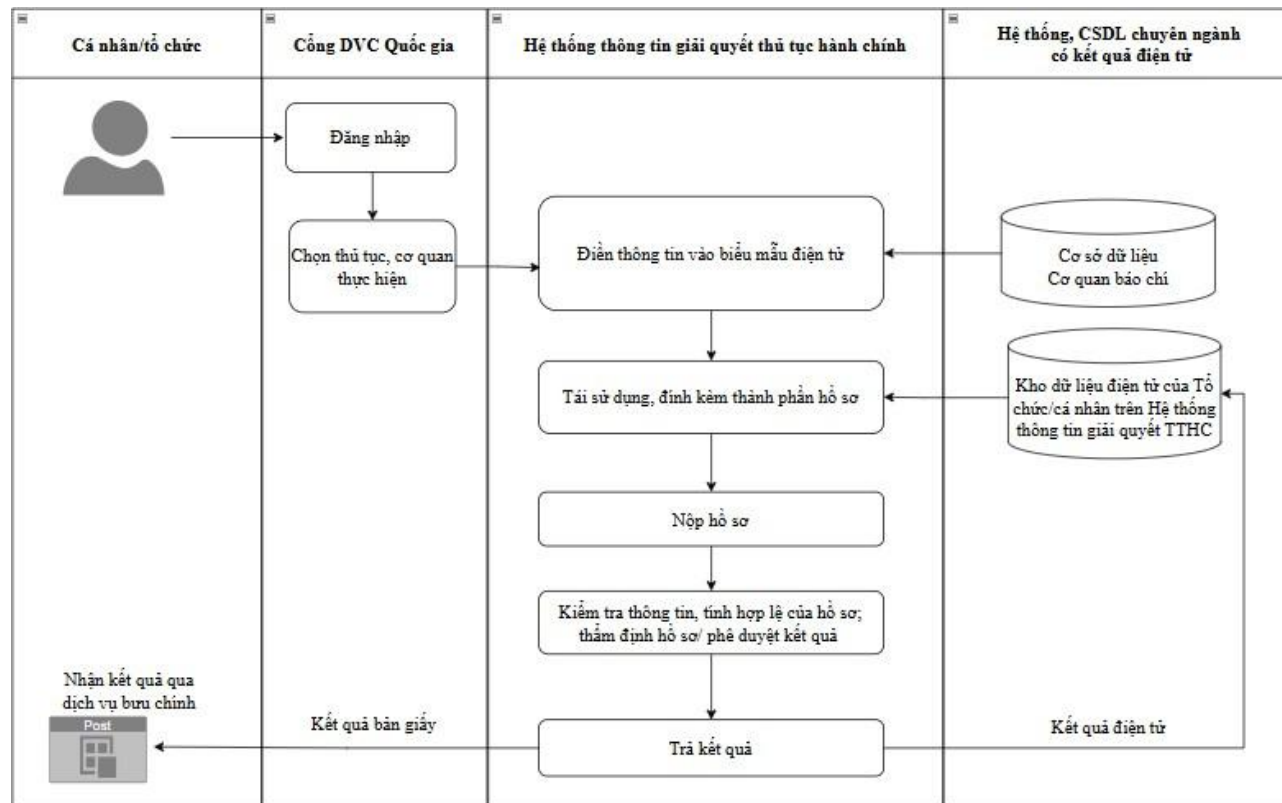 Cá nhân/tổ chức
Cổng DVC Quốc gia
Hệ thống thông tin giải quyết thủ tục hành chính
Hệ thống, CSDL chuyên ngành
có kết quả điện tử
Đăng nhập
Chọn thủ tục, cơ quan
thực hiện
Điền thông tin vào biểu mẫu điện tử
Cơ sở dữ liệu
Cơ quan báo chí
Tái sử dụng, đính kèm thành phần hồ sơ
Kho dữ liệu điện tử của Tổ
chức/cá nhân trên Hệ thống
thông tin giải quyết TTHC
Nộp hồ sơ
Kiểm tra thông tin, tính hợp lệ của hồ sơ;
thẩm định hồ sơ/ phê duyệt kết quả
Nhận kết quả qua
dịch vụ bưu chính
Post
Kết quả bản giấy
Trả kết quả
Kết quả điện tử